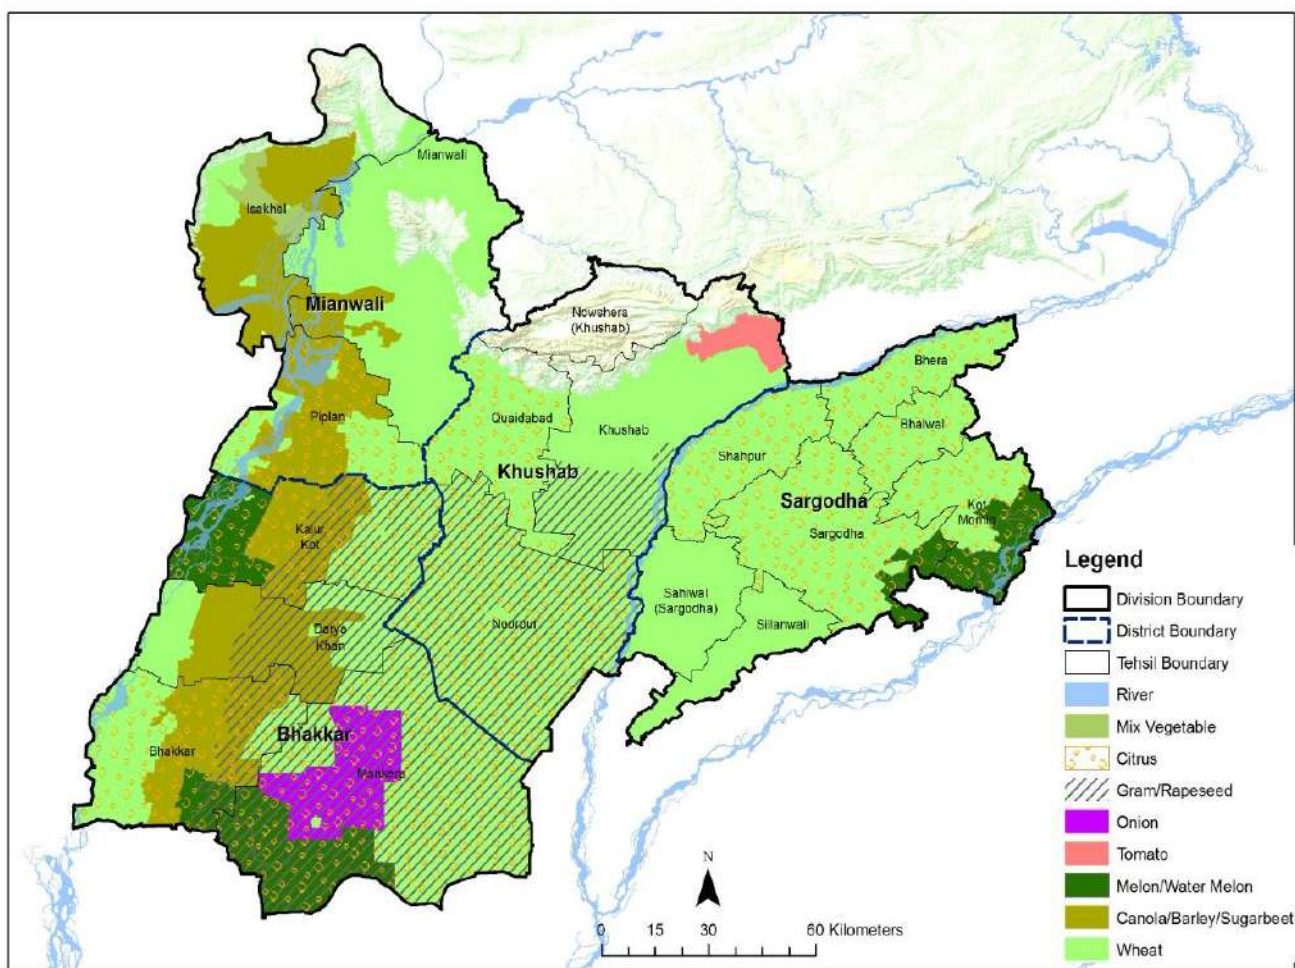 Mianwali
Isakhel
Mianwali
Nowshera
(Khushab)
Bhera
Piplan
Quaidabad
Khushab
Bhalwal
Shahpur
Khushab
Sargodha
Kot
Momin
Sargodha
Kalur
Kot
Sahiwal
(Sargodha)
Sillanwali
Darya
Khan
Noorpur
Bhakkar
Bhakkar
Mankera
Legend
Division Boundary
District Boundary
Tehsil Boundary
River
Mix Vegetable
Citrus
Gram/Rapeseed
Onion
Tomato
Melon/Water Melon
Canola/Barley/Sugarbeet
Wheat
N
0 15 30 60 Kilometers